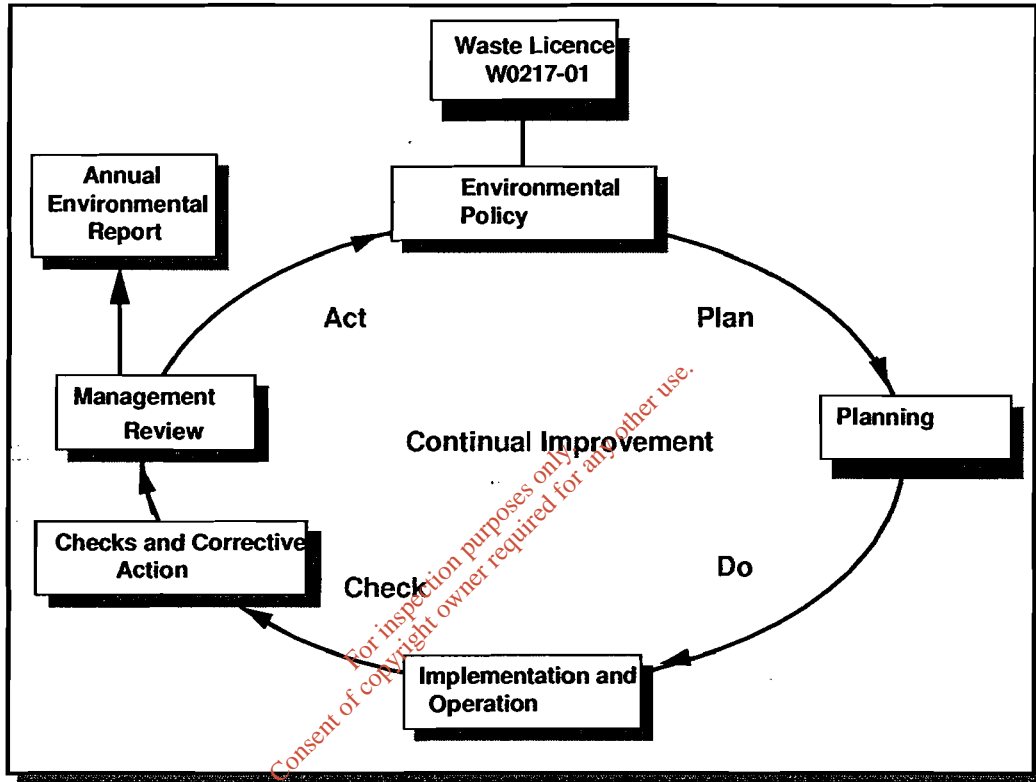 Waste Licence
W0217-01
Annual
Environmental
Report
Environmental
Policy
Act
Plan
Management
Review
Continual Improvement
Planning
Checks and Corrective
Action
Check
Do
Implementation and
Operation
For inspection purposes only.
Consent of copyright owner required for any other use.